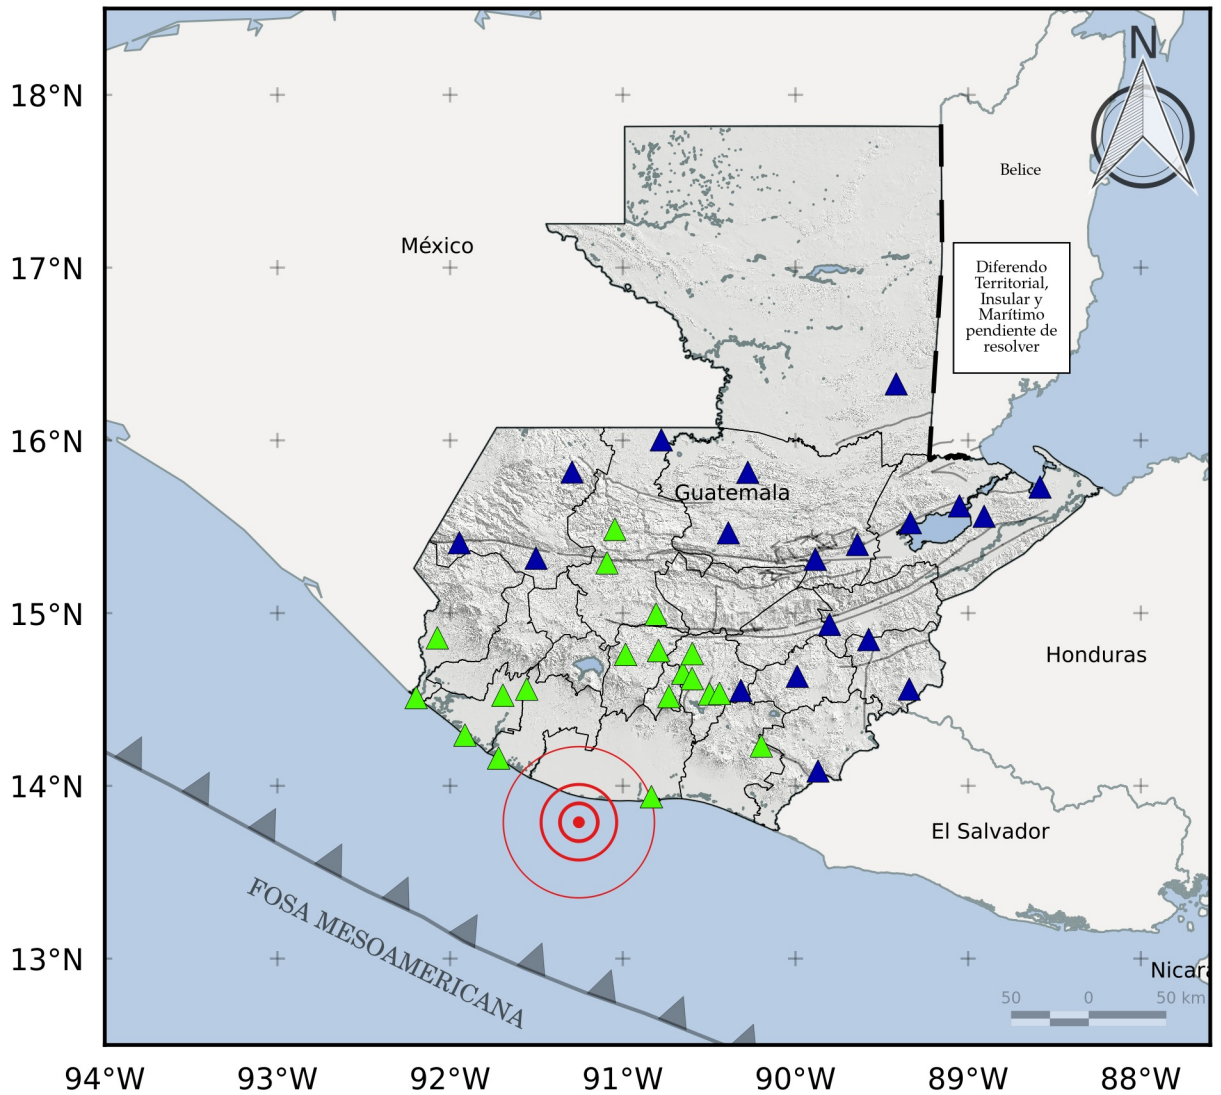 N
18°N
Belice
México
17°N
Diferendo
Territorial,
Insular y
Marítimo
pendiente de
resolver
16°N
Guatemala
15°N
Honduras
14°N
El Salvador
FOSA MESOAMERICANA
13°N
Nicara
50 0 50 km
94°W 93°W 92°W 91°W 90°W 89°W 88°W